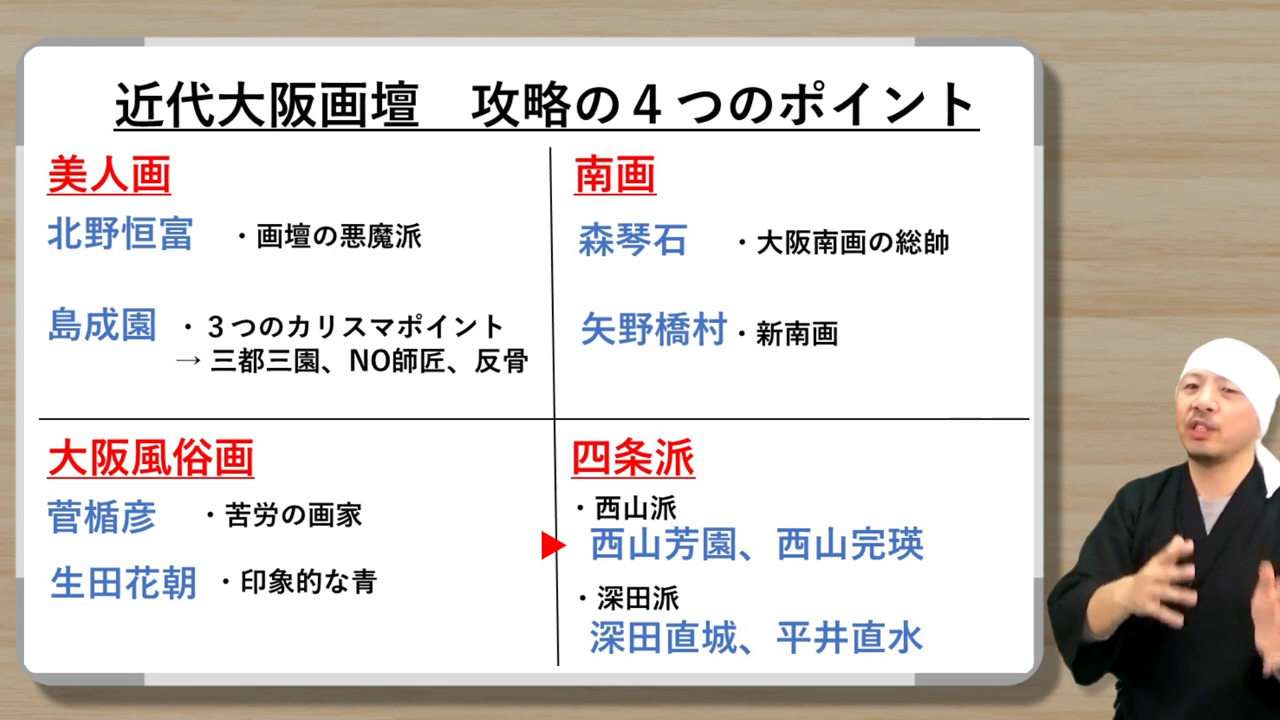 近代大阪画壇　攻略の４つのポイント
美人画
北野恒富　・画壇の悪魔派
島成園　・３つのカリスマポイント
→ 三都三園、NO師匠、反骨
南画
森琴石　・大阪南画の総帥
矢野橋村・新南画
大阪風俗画
菅楯彦　・苦労の画家
生田花朝　・印象的な青
四条派
・西山派
西山芳園、西山完瑛
・深田派
深田直城、平井直水